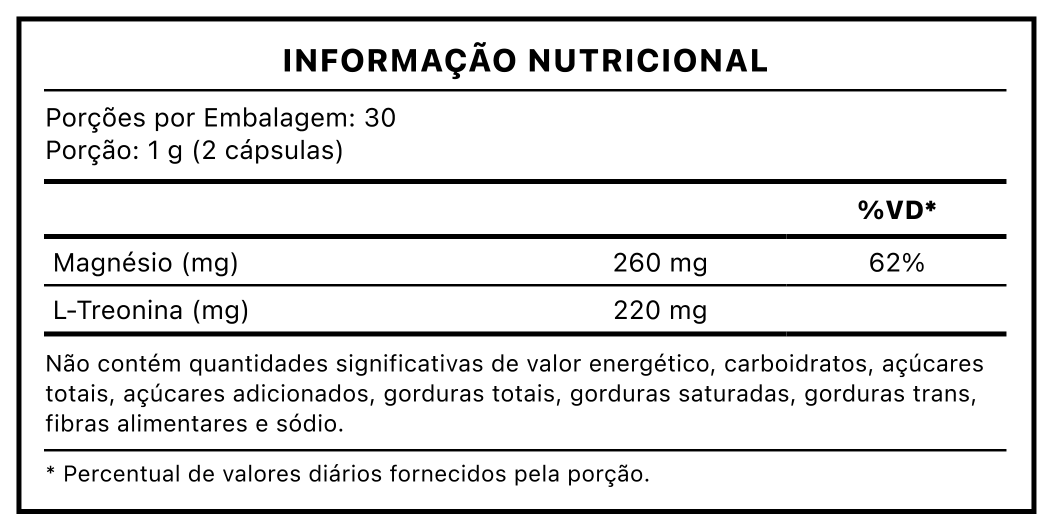 INFORMAÇÃO NUTRICIONAL
Porções por Embalagem: 30
Porção: 1 g (2 cápsulas)
%VD*
Magnésio (mg) 260 mg 62%
L-Treonina (mg) 220 mg
Não contém quantidades significativas de valor energético, carboidratos, açúcares
totais, açúcares adicionados, gorduras totais, gorduras saturadas, gorduras trans,
fibras alimentares e sódio.
* Percentual de valores diários fornecidos pela porção.